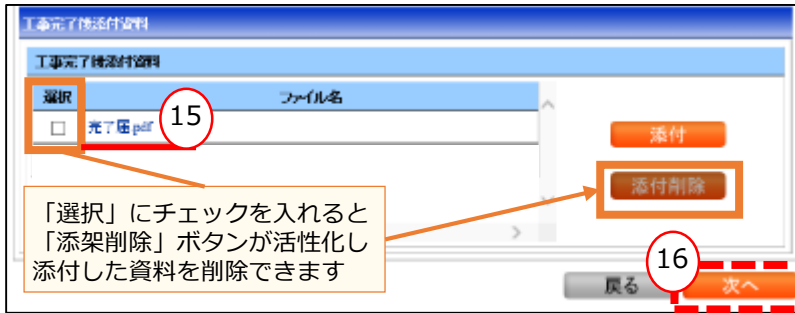 工事完了後添付資料
工事完了後添付資料
選択
ファイル名
完了届.pdf
15
添付
添付削除
「選択」にチェックを入れると
「添架削除」ボタンが活性化し
添付した資料を削除できます
16
戻る
次へ